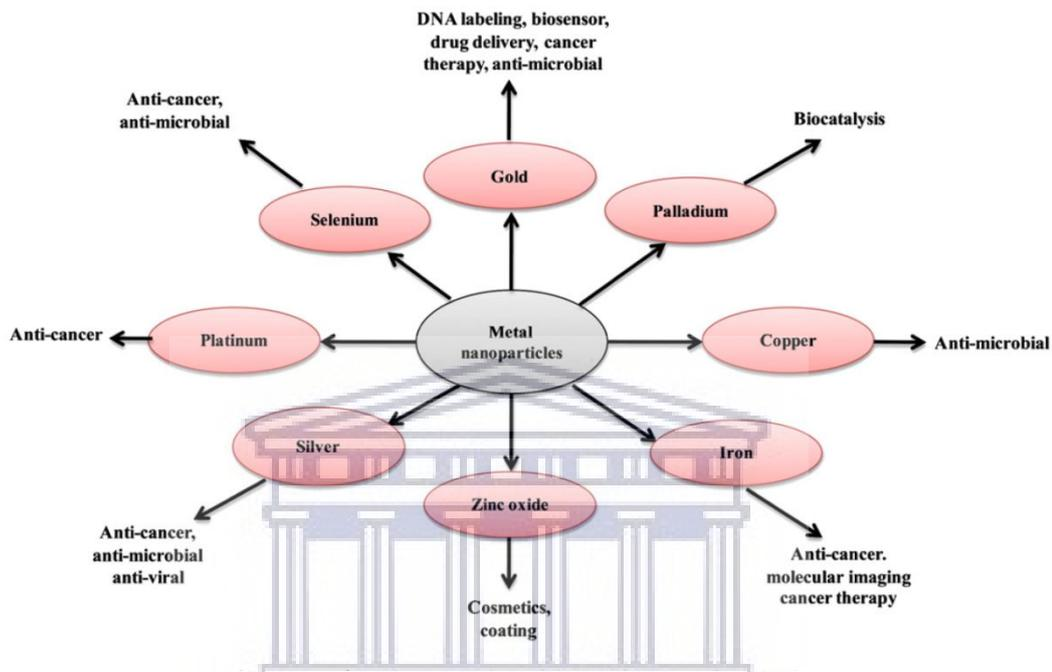 DNA labeling, biosensor,
drug delivery, cancer
therapy, anti-microbial
Anti-cancer,
anti-microbial
Biocatalysis
Gold
Selenium
Palladium
Anti-cancer
Platinum
Metal
nanoparticles
Copper
Anti-microbial
Silver
Iron
Zinc oxide
Anti-cancer,
anti-microbial
anti-viral
Cosmetics,
coating
Anti-cancer.
molecular imaging
cancer therapy